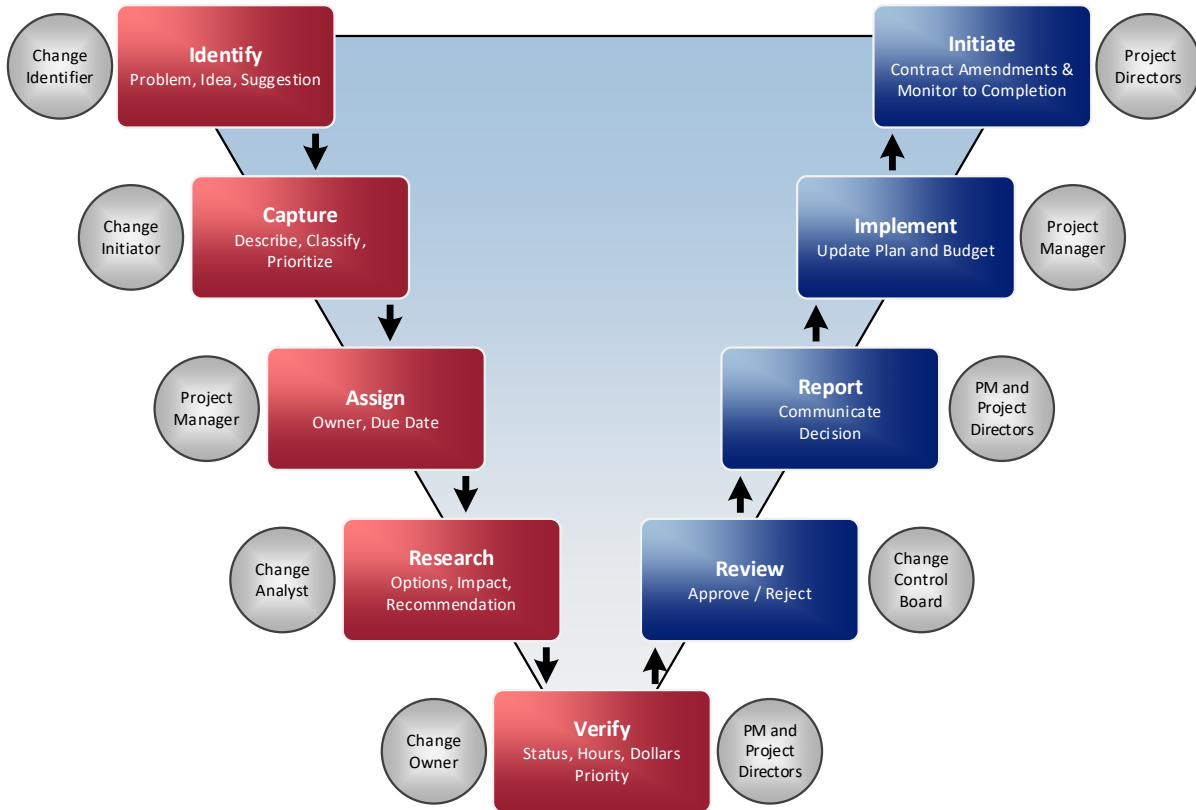 Change
Identifier
Identify
Problem, Idea, Suggestion
Initiate
Contract Amendments &
Monitor to Completion
Project
Directors
Change
Initiator
Capture
Describe, Classify,
Prioritize
Implement
Update Plan and Budget
Project
Manager
Project
Manager
Assign
Owner, Due Date
Report
Communicate
Decision
PM and
Project
Directors
Change
Analyst
Research
Options, Impact,
Recommendation
Review
Approve / Reject
Change
Control
Board
Change
Owner
Verify
Status, Hours, Dollars
Priority
PM and
Project
Directors